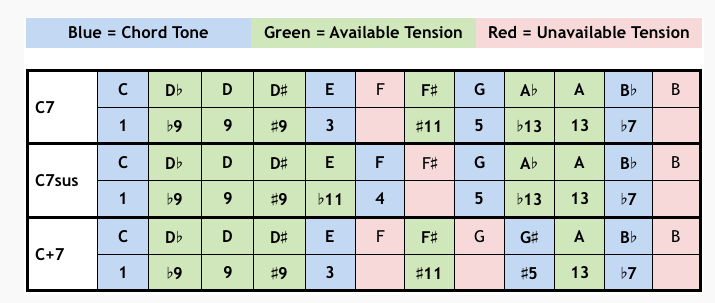 Blue = Chord Tone Green = Available Tension Red = Unavailable Tension
C7 C D♭ D D♯ E F F♯ G A♭ A B♭ B
1 ♭9 9 ♯9 3 ♯11 5 ♭13 13 ♭7
C7sus C D♭ D D♯ E F F♯ G A♭ A B♭ B
1 ♭9 9 ♯9 ♭11 4 5 ♭13 13 ♭7
C+7 C D♭ D D♯ E F F♯ G G♯ A B♭ B
1 ♭9 9 ♯9 3 ♯11 ♯5 13 ♭7